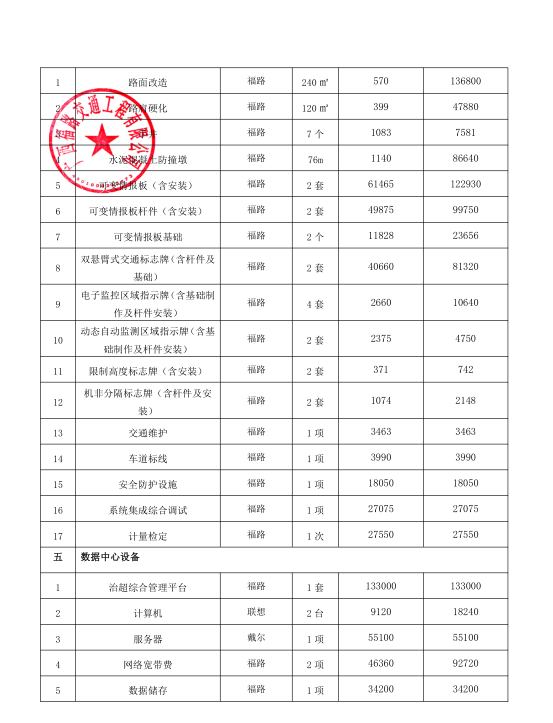 1 路面改造 福路 240 ㎡ 570 136800
2 路肩硬化 福路 120 ㎡ 399 47880
福路 7 个 1083 7581
4 水泥混凝土防撞墩 福路 76m 1140 86640
5 可变情报板（含安装） 福路 2 套 61465 122930
6 可变情报板杆件（含安装） 福路 2 套 49875 99750
7 可变情报板基础 福路 2 个 11828 23656
8 双悬臂式交通标志牌（含杆件及
基础） 福路 2 套 40660 81320
9 电子监控区域指示牌（含基础制
作及杆件安装） 福路 4 套 2660 10640
10 动态自动监测区域指示牌（含基
础制作及杆件安装） 福路 2 套 2375 4750
11 限制高度标志牌（含安装） 福路 2 套 371 742
12 机非分隔标志牌（含杆件及安
装） 福路 2 套 1074 2148
13 交通维护 福路 1 项 3463 3463
14 车道标线 福路 1 项 3990 3990
15 安全防护设施 福路 1 项 18050 18050
16 系统集成综合调试 福路 1 项 27075 27075
17 计量检定 福路 1 次 27550 27550
五 数据中心设备
1 治超综合管理平台 福路 1 套 133000 133000
2 计算机 联想 2 台 9120 18240
3 服务器 戴尔 1 项 55100 55100
4 网络宽带费 福路 2 项 46360 92720
5 数据储存 福路 1 项 34200 34200